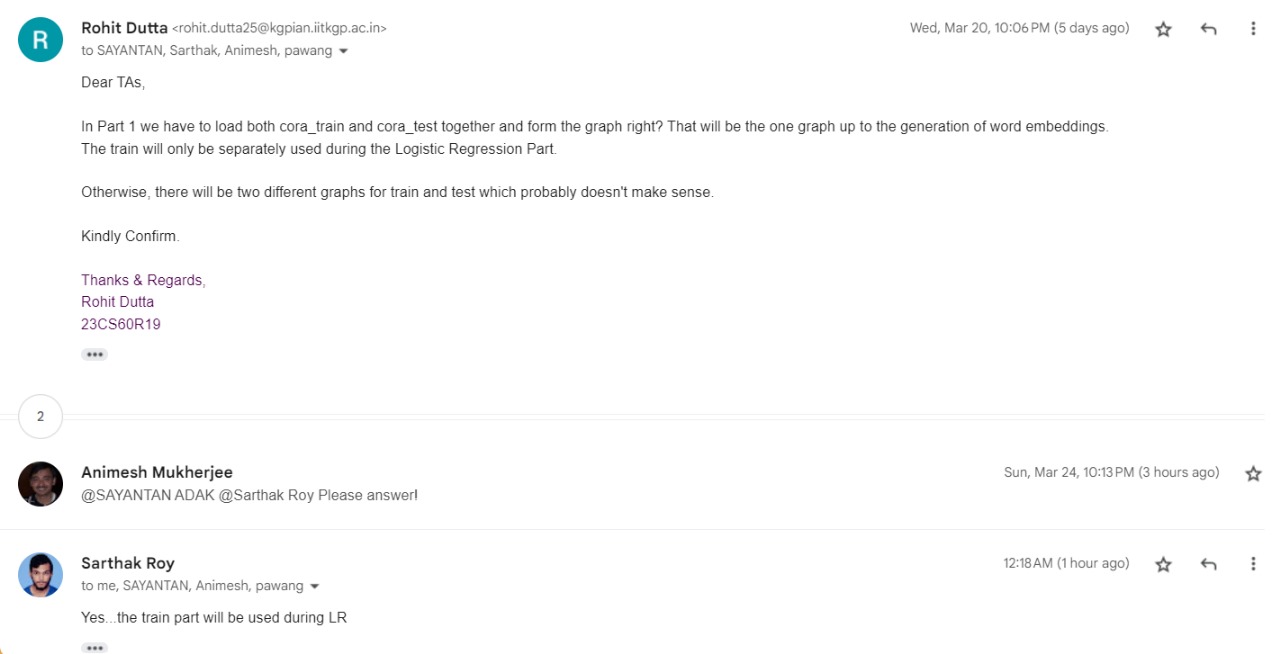 R
Rohit Dutta <rohit.dutta25@kgpian.iitkgp.ac.in>
Wed, Mar 20, 10:06 PM (5 days ago)
to SAYANTAN, Sarthak, Animesh, pawang
Dear TAs,
In Part 1 we have to load both cora_train and cora_test together and form the graph right? That will be the one graph up to the generation of word embeddings.
The train will only be separately used during the Logistic Regression Part.
Otherwise, there will be two different graphs for train and test which probably doesn't make sense.
Kindly Confirm.
Thanks & Regards,
Rohit Dutta
23CS60R19
2
Animesh Mukherjee
Sun, Mar 24, 10:13 PM (3 hours ago)
@SAYANTAN ADAK @Sarthak Roy Please answer!
Sarthak Roy
12:18 AM (1 hour ago)
to me, SAYANTAN, Animesh, pawang
Yes...the train part will be used during LR